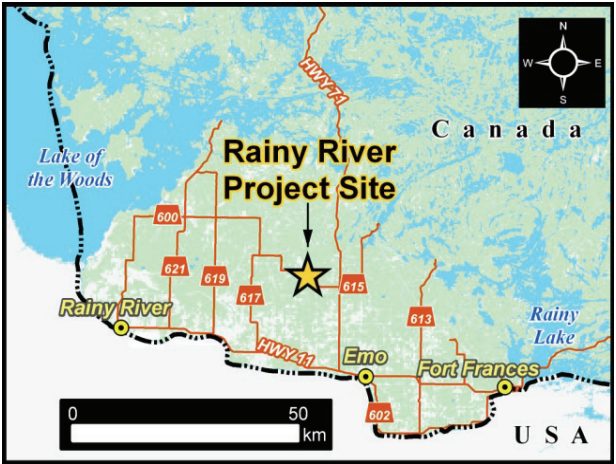 N
W E
S
HWY 71
C a n a d a
Lake of
the Woods
Rainy River
Project Site
600
621
619
617
615
613
Rainy River
Rainy
Lake
HWY 11
Emo
Fort Frances
602
0 50
km
U S A